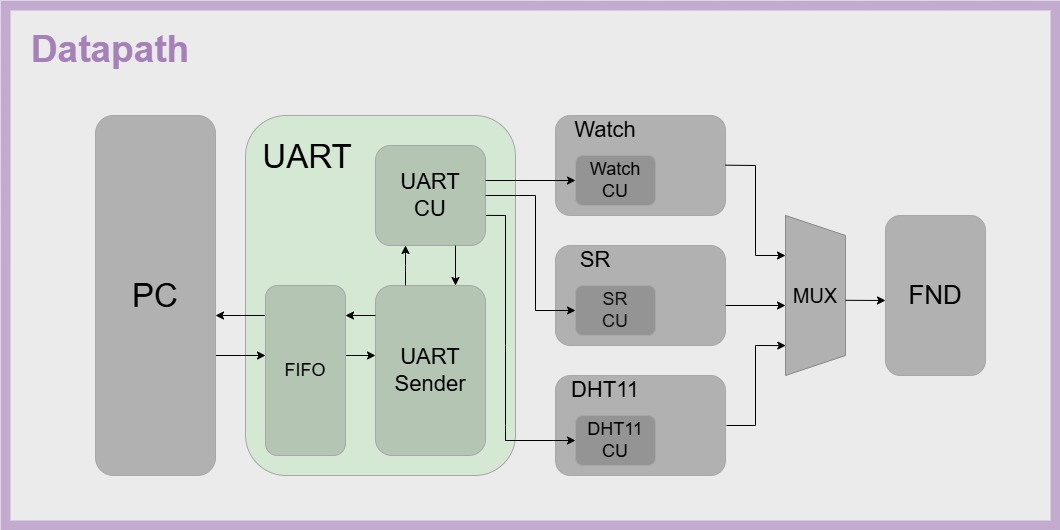 Datapath
PC
UART
UART
CU
FIFO
UART
Sender
Watch
Watch
CU
SR
SR
CU
DHT11
DHT11
CU
MUX
FND